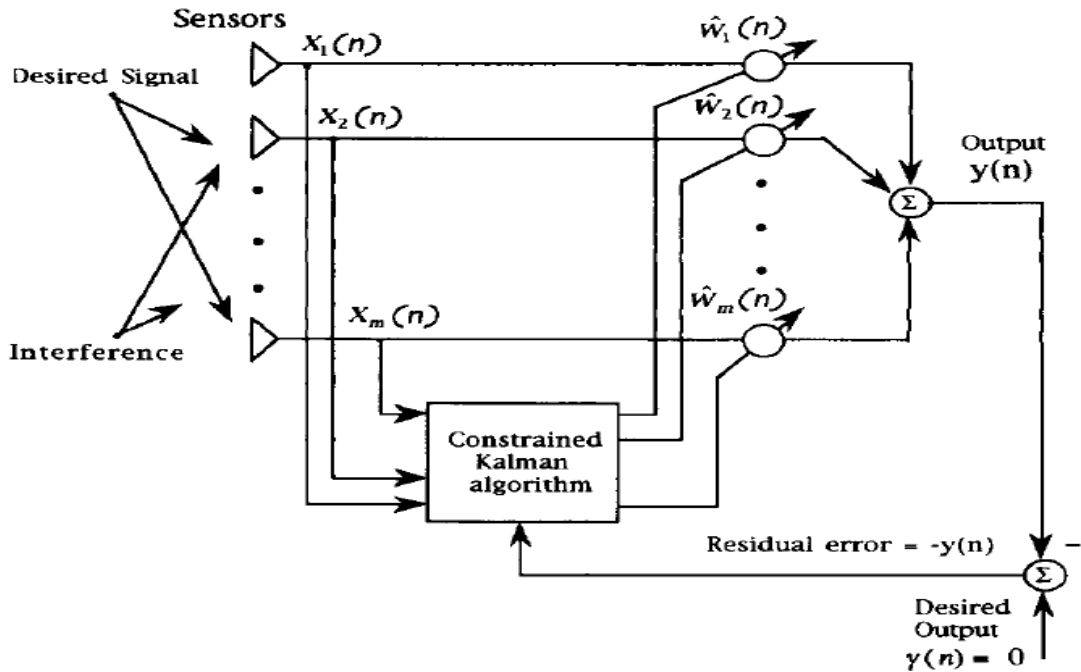 Sensors
X₁(n)
ŵ₁(n)
Desired Signal
X₂(n)
ŵ₂(n)
Output
y(n)
Σ
Xₘ(n)
ŵₘ(n)
Interference
Constrained
Kalman
algorithm
Residual error = -y(n)
−
Σ
Desired
Output
γ(n) = 0